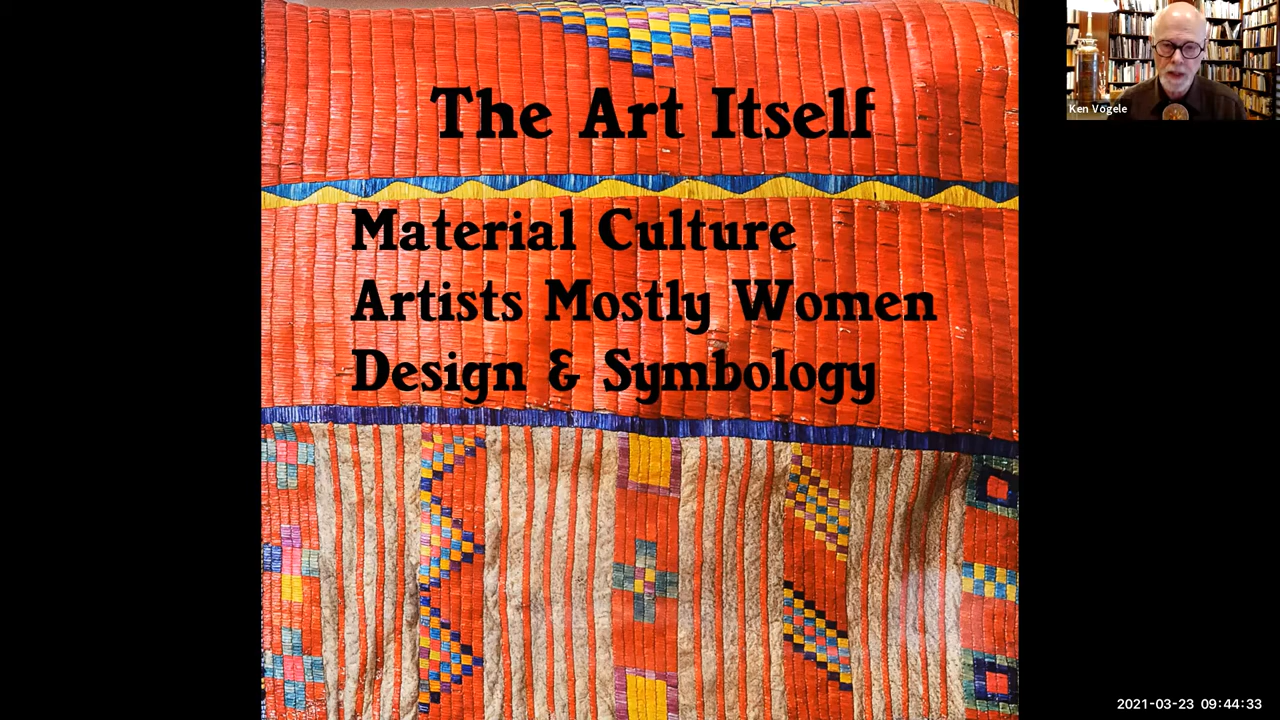 The Art Itself
Material Culture
Artists Mostly Women
Design & Symbology
Ken Vogele
2021-03-23 09:44:33